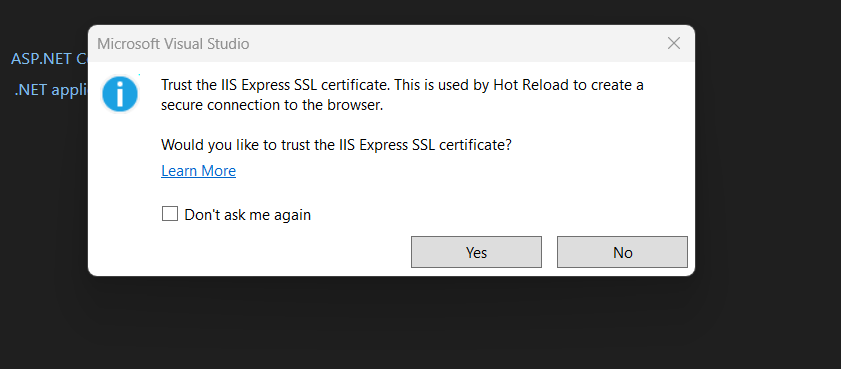 Microsoft Visual Studio
ASP.NET C
.NET appli
Trust the IIS Express SSL certificate. This is used by Hot Reload to create a
secure connection to the browser.
Would you like to trust the IIS Express SSL certificate?
Learn More
Don't ask me again
Yes
No